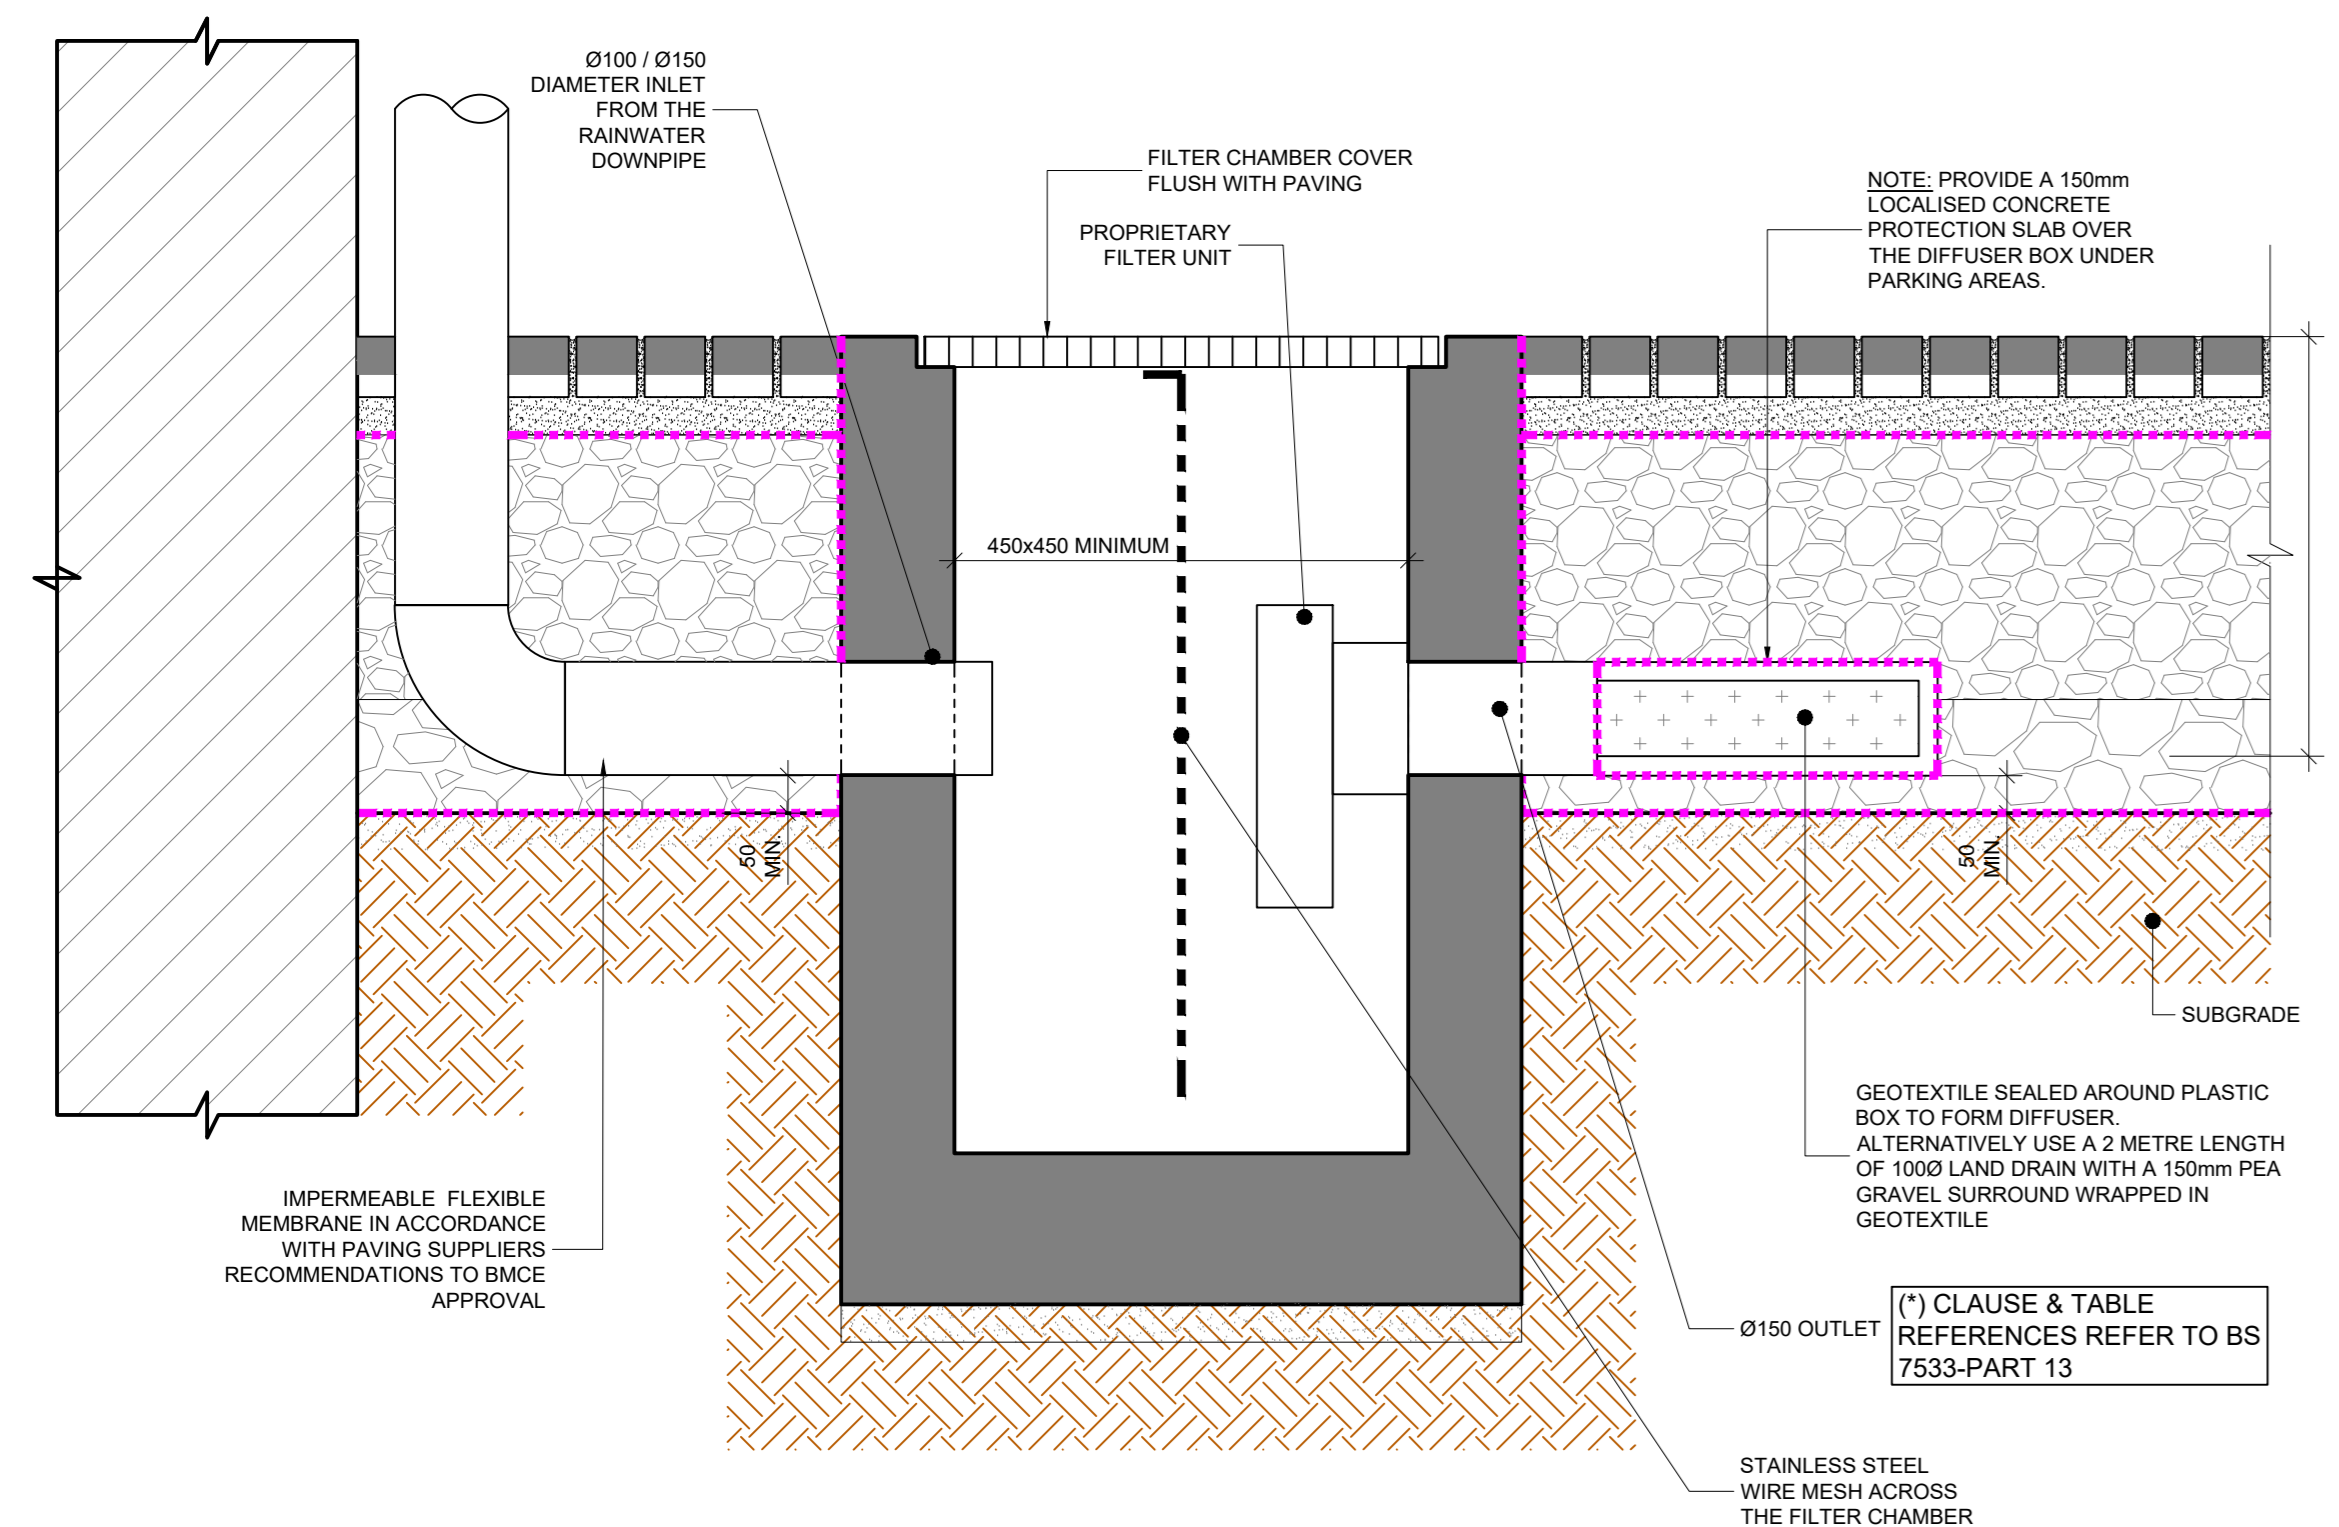 Ø100 / Ø150
DIAMETER INLET
FROM THE
RAINWATER
DOWNPIPE
FILTER CHAMBER COVER
FLUSH WITH PAVING
PROPRIETARY
FILTER UNIT
NOTE: PROVIDE A 150mm
LOCALISED CONCRETE
PROTECTION SLAB OVER
THE DIFFUSER BOX UNDER
PARKING AREAS.
450x450 MINIMUM
50
MIN.
50
MIN.
SUBGRADE
GEOTEXTILE SEALED AROUND PLASTIC
BOX TO FORM DIFFUSER.
ALTERNATIVELY USE A 2 METRE LENGTH
OF 100Ø LAND DRAIN WITH A 150mm PEA
GRAVEL SURROUND WRAPPED IN
GEOTEXTILE
IMPERMEABLE FLEXIBLE
MEMBRANE IN ACCORDANCE
WITH PAVING SUPPLIERS
RECOMMENDATIONS TO BMCE
APPROVAL
Ø150 OUTLET
(*) CLAUSE & TABLE
REFERENCES REFER TO BS
7533-PART 13
STAINLESS STEEL
WIRE MESH ACROSS
THE FILTER CHAMBER